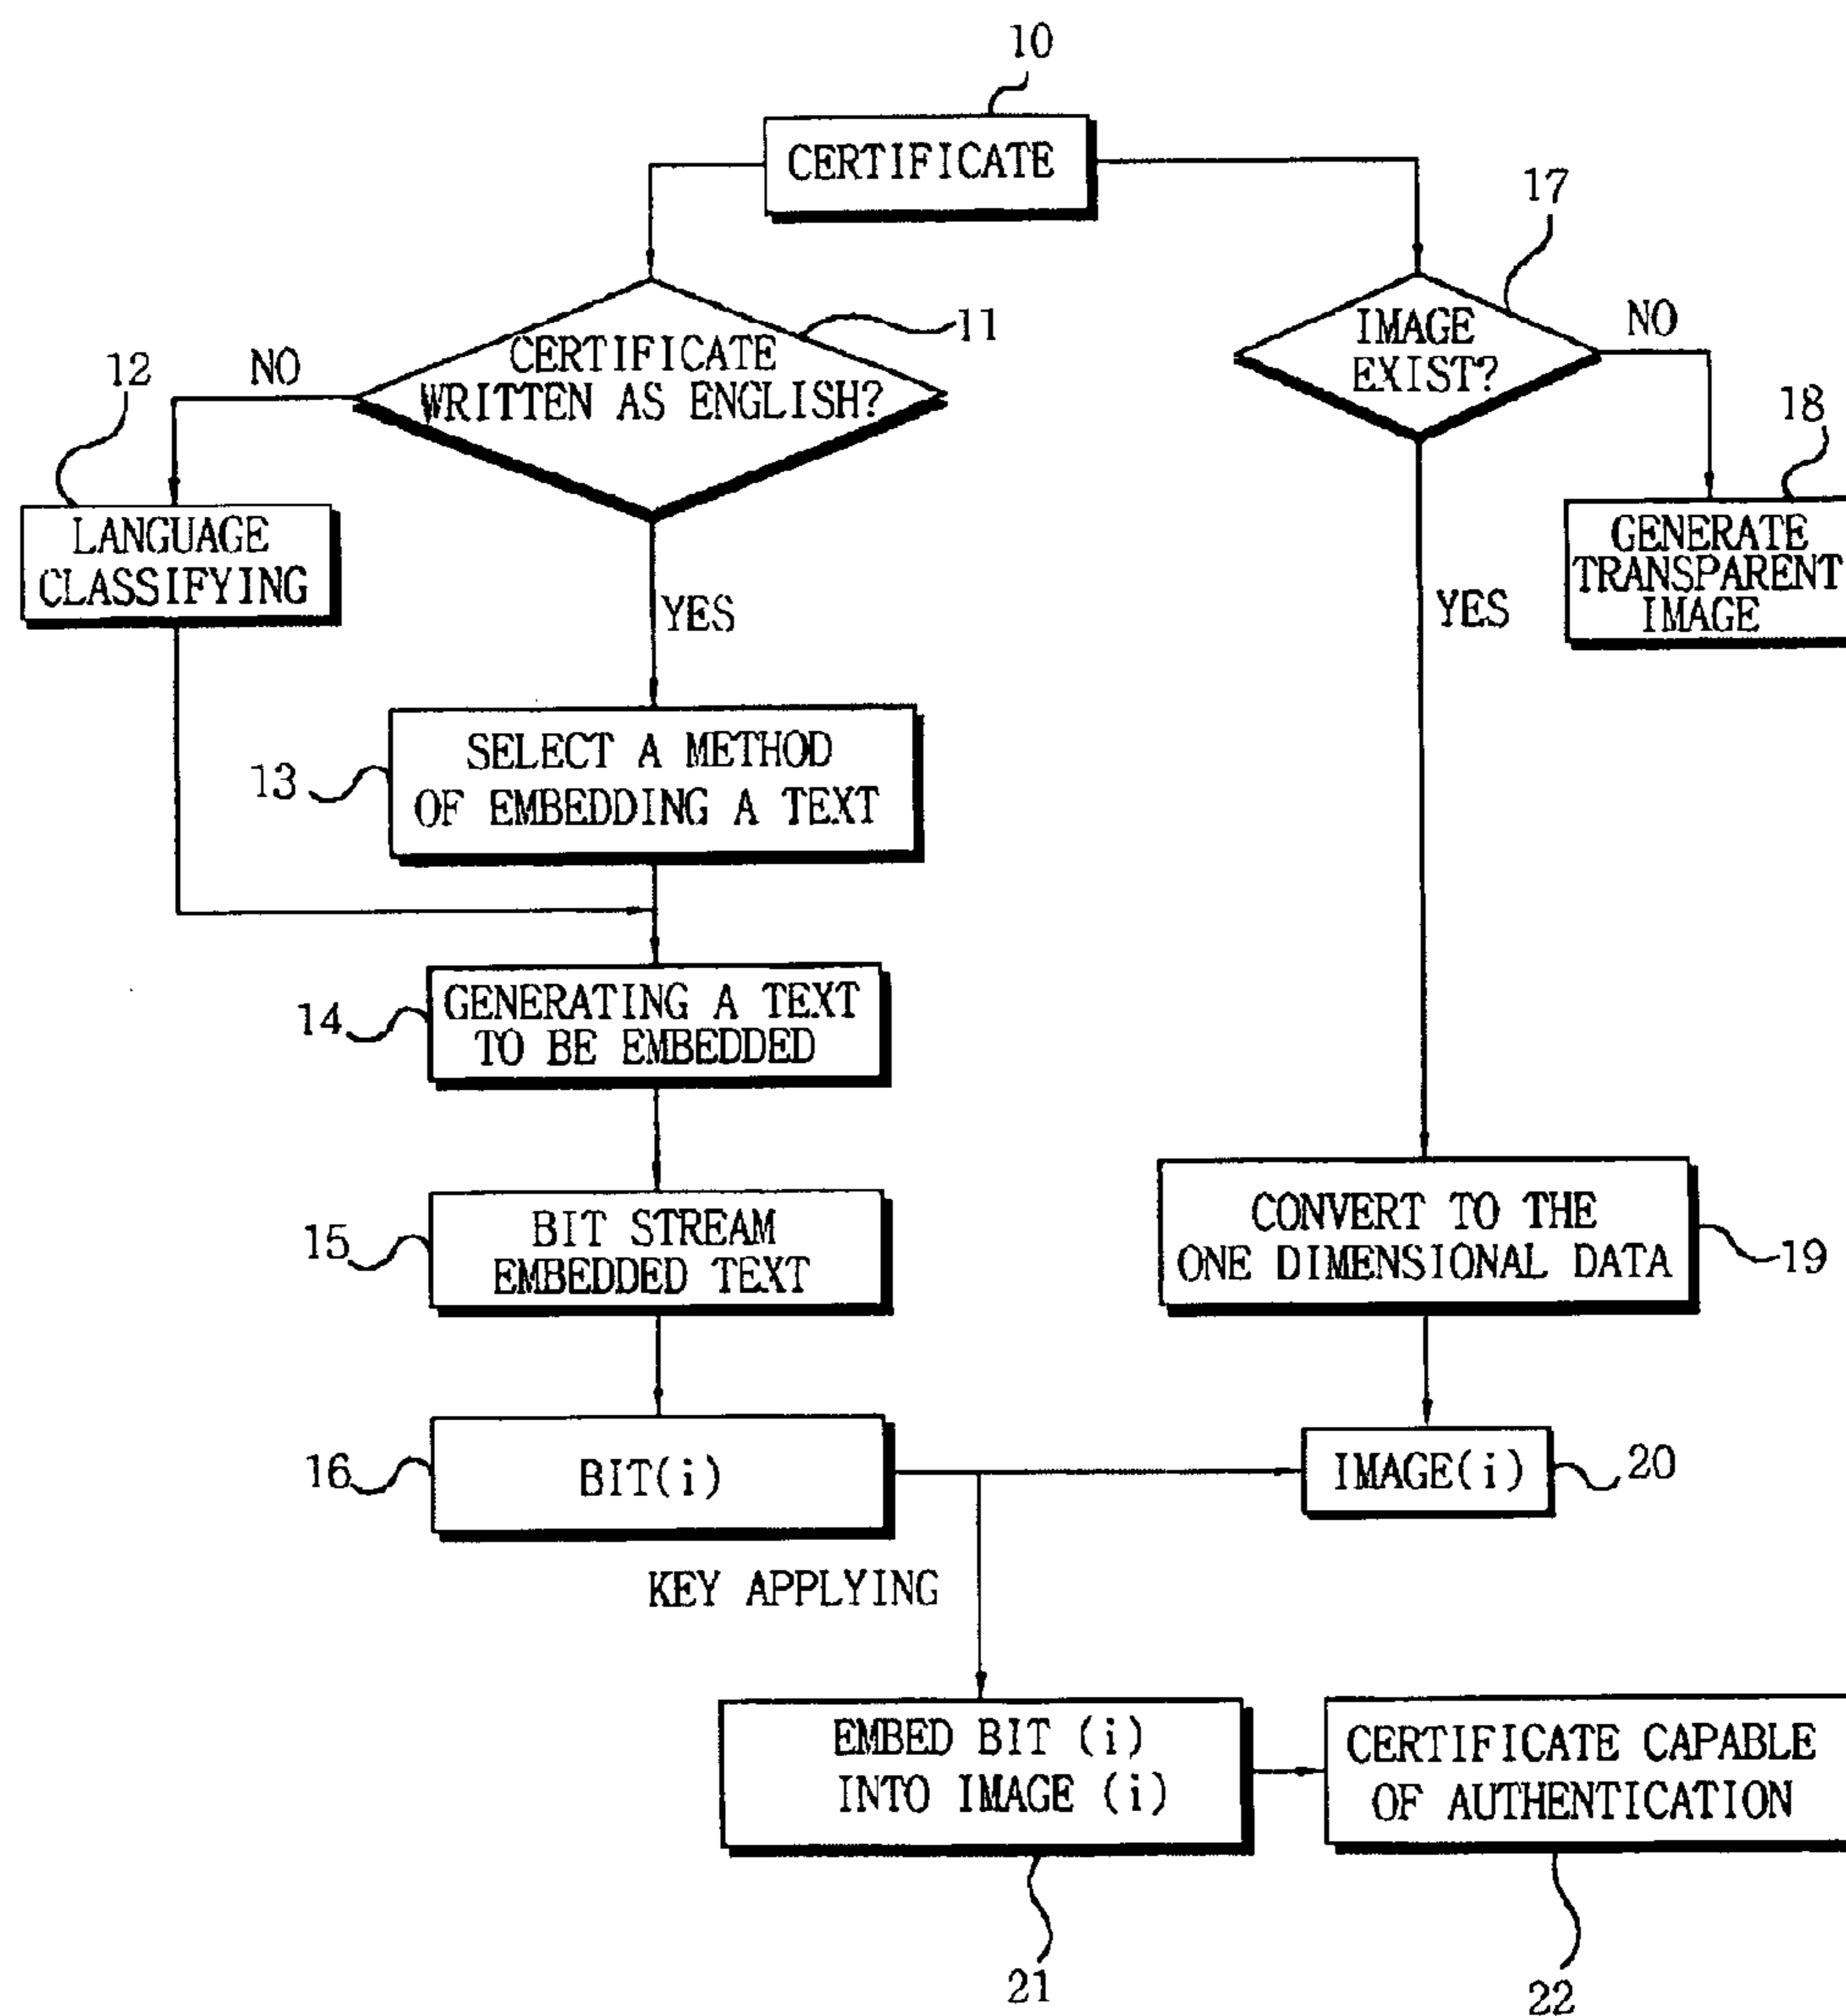 10
CERTIFICATE
17
11
CERTIFICATE
WRITTEN AS ENGLISH?
NO
12
IMAGE
EXIST?
NO
18
LANGUAGE
CLASSIFYING
YES
GENERATE
TRANSPARENT
IMAGE
YES
13
SELECT A METHOD
OF EMBEDDING A TEXT
14
GENERATING A TEXT
TO BE EMBEDDED
15
BIT STREAM
EMBEDDED TEXT
CONVERT TO THE
ONE DIMENSIONAL DATA
19
16
BIT(i)
IMAGE(i)
20
KEY APPLYING
EMBED BIT (i)
INTO IMAGE (i)
CERTIFICATE CAPABLE
OF AUTHENTICATION
21
22